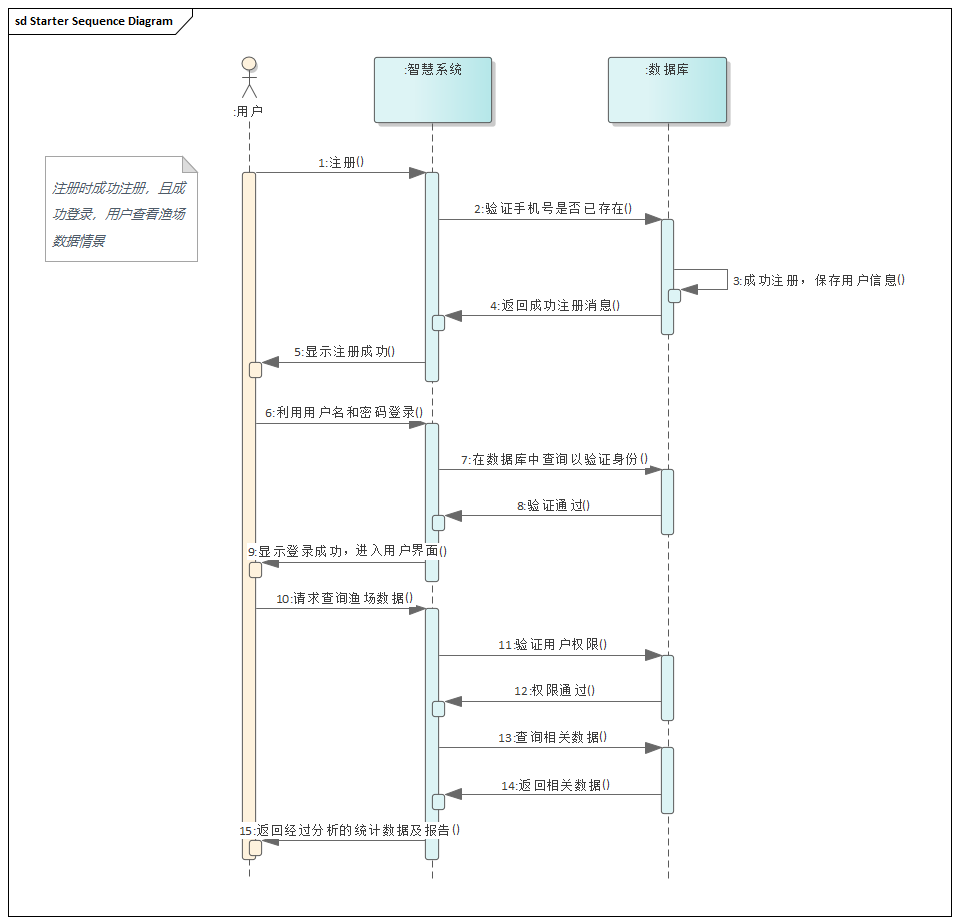 sd Starter Sequence Diagram
:用户
:智慧系统
:数据库
注册时成功注册，且成
功登录，用户查看渔场
数据情景
1:注册()
2:验证手机号是否已存在()
3:成功注册，保存用户信息()
4:返回成功注册消息()
5:显示注册成功()
6:利用用户名和密码登录()
7:在数据库中查询以验证身份()
8:验证通过()
9:显示登录成功，进入用户界面()
10:请求查询渔场数据()
11:验证用户权限()
12:权限通过()
13:查询相关数据()
14:返回相关数据()
15:返回经过分析的统计数据及报告()